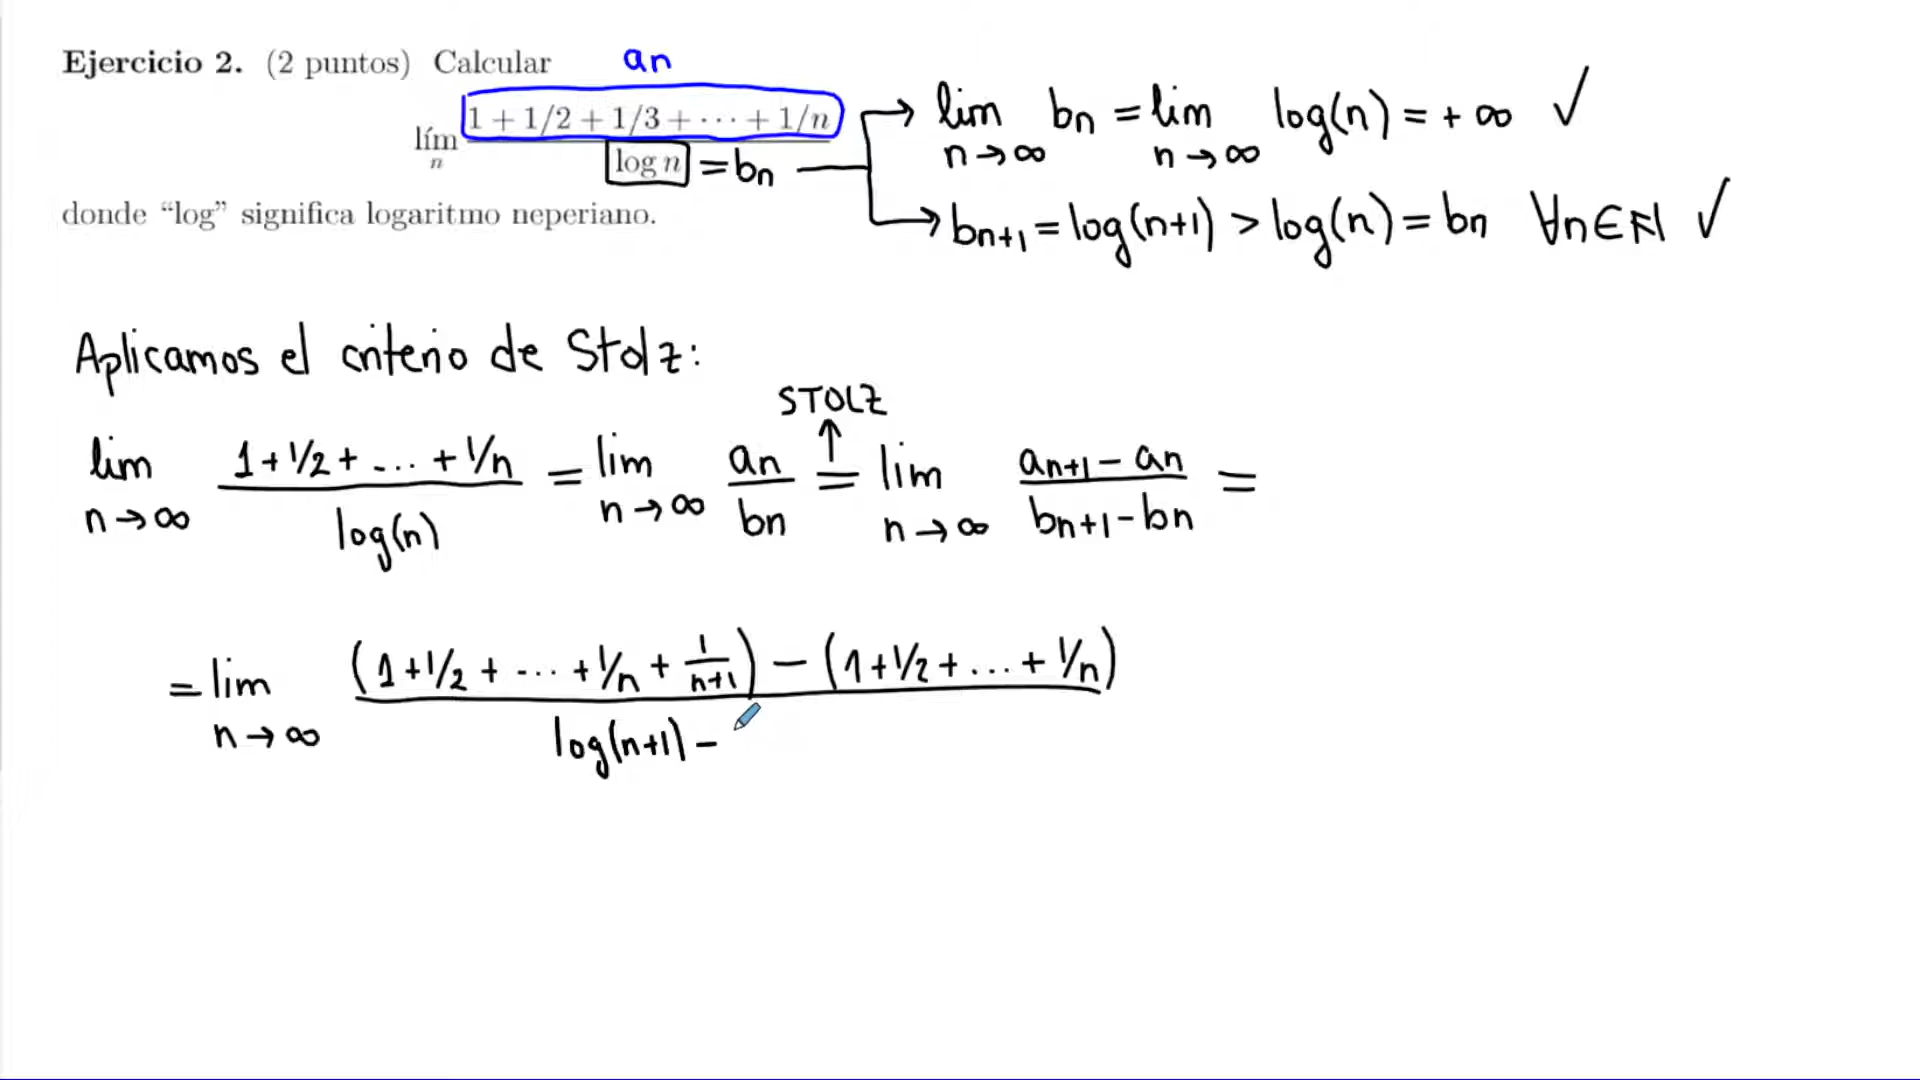 Ejercicio 2. (2 puntos) Calcular
an
lím n (1 + 1/2 + 1/3 + ⋯ + 1/n) / (log n) = bn
donde “log” significa logaritmo neperiano.
lim n→∞ bn = lim n→∞ log(n) = +∞ ✓
bn+1 = log(n+1) > log(n) = bn ∀n∈ℕ ✓
Aplicamos el criterio de Stolz:
STOLZ
lim n→∞ (1 + 1/2 + ... + 1/n) / (log(n)) = lim n→∞ an / bn = lim n→∞ (an+1 - an) / (bn+1 - bn) =
= lim n→∞ ((1 + 1/2 + ... + 1/n + 1/(n+1)) - (1 + 1/2 + ... + 1/n)) / (log(n+1) -